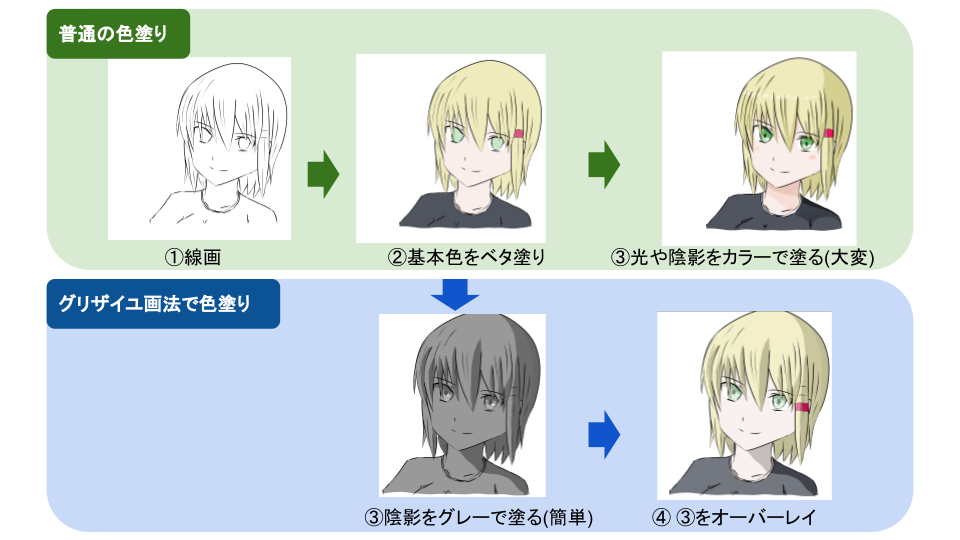 普通の色塗り
①線画
②基本色をベタ塗り
③光や陰影をカラーで塗る(大変)
グリザイユ画法で色塗り
③陰影をグレーで塗る(簡単)
④ ③をオーバーレイ